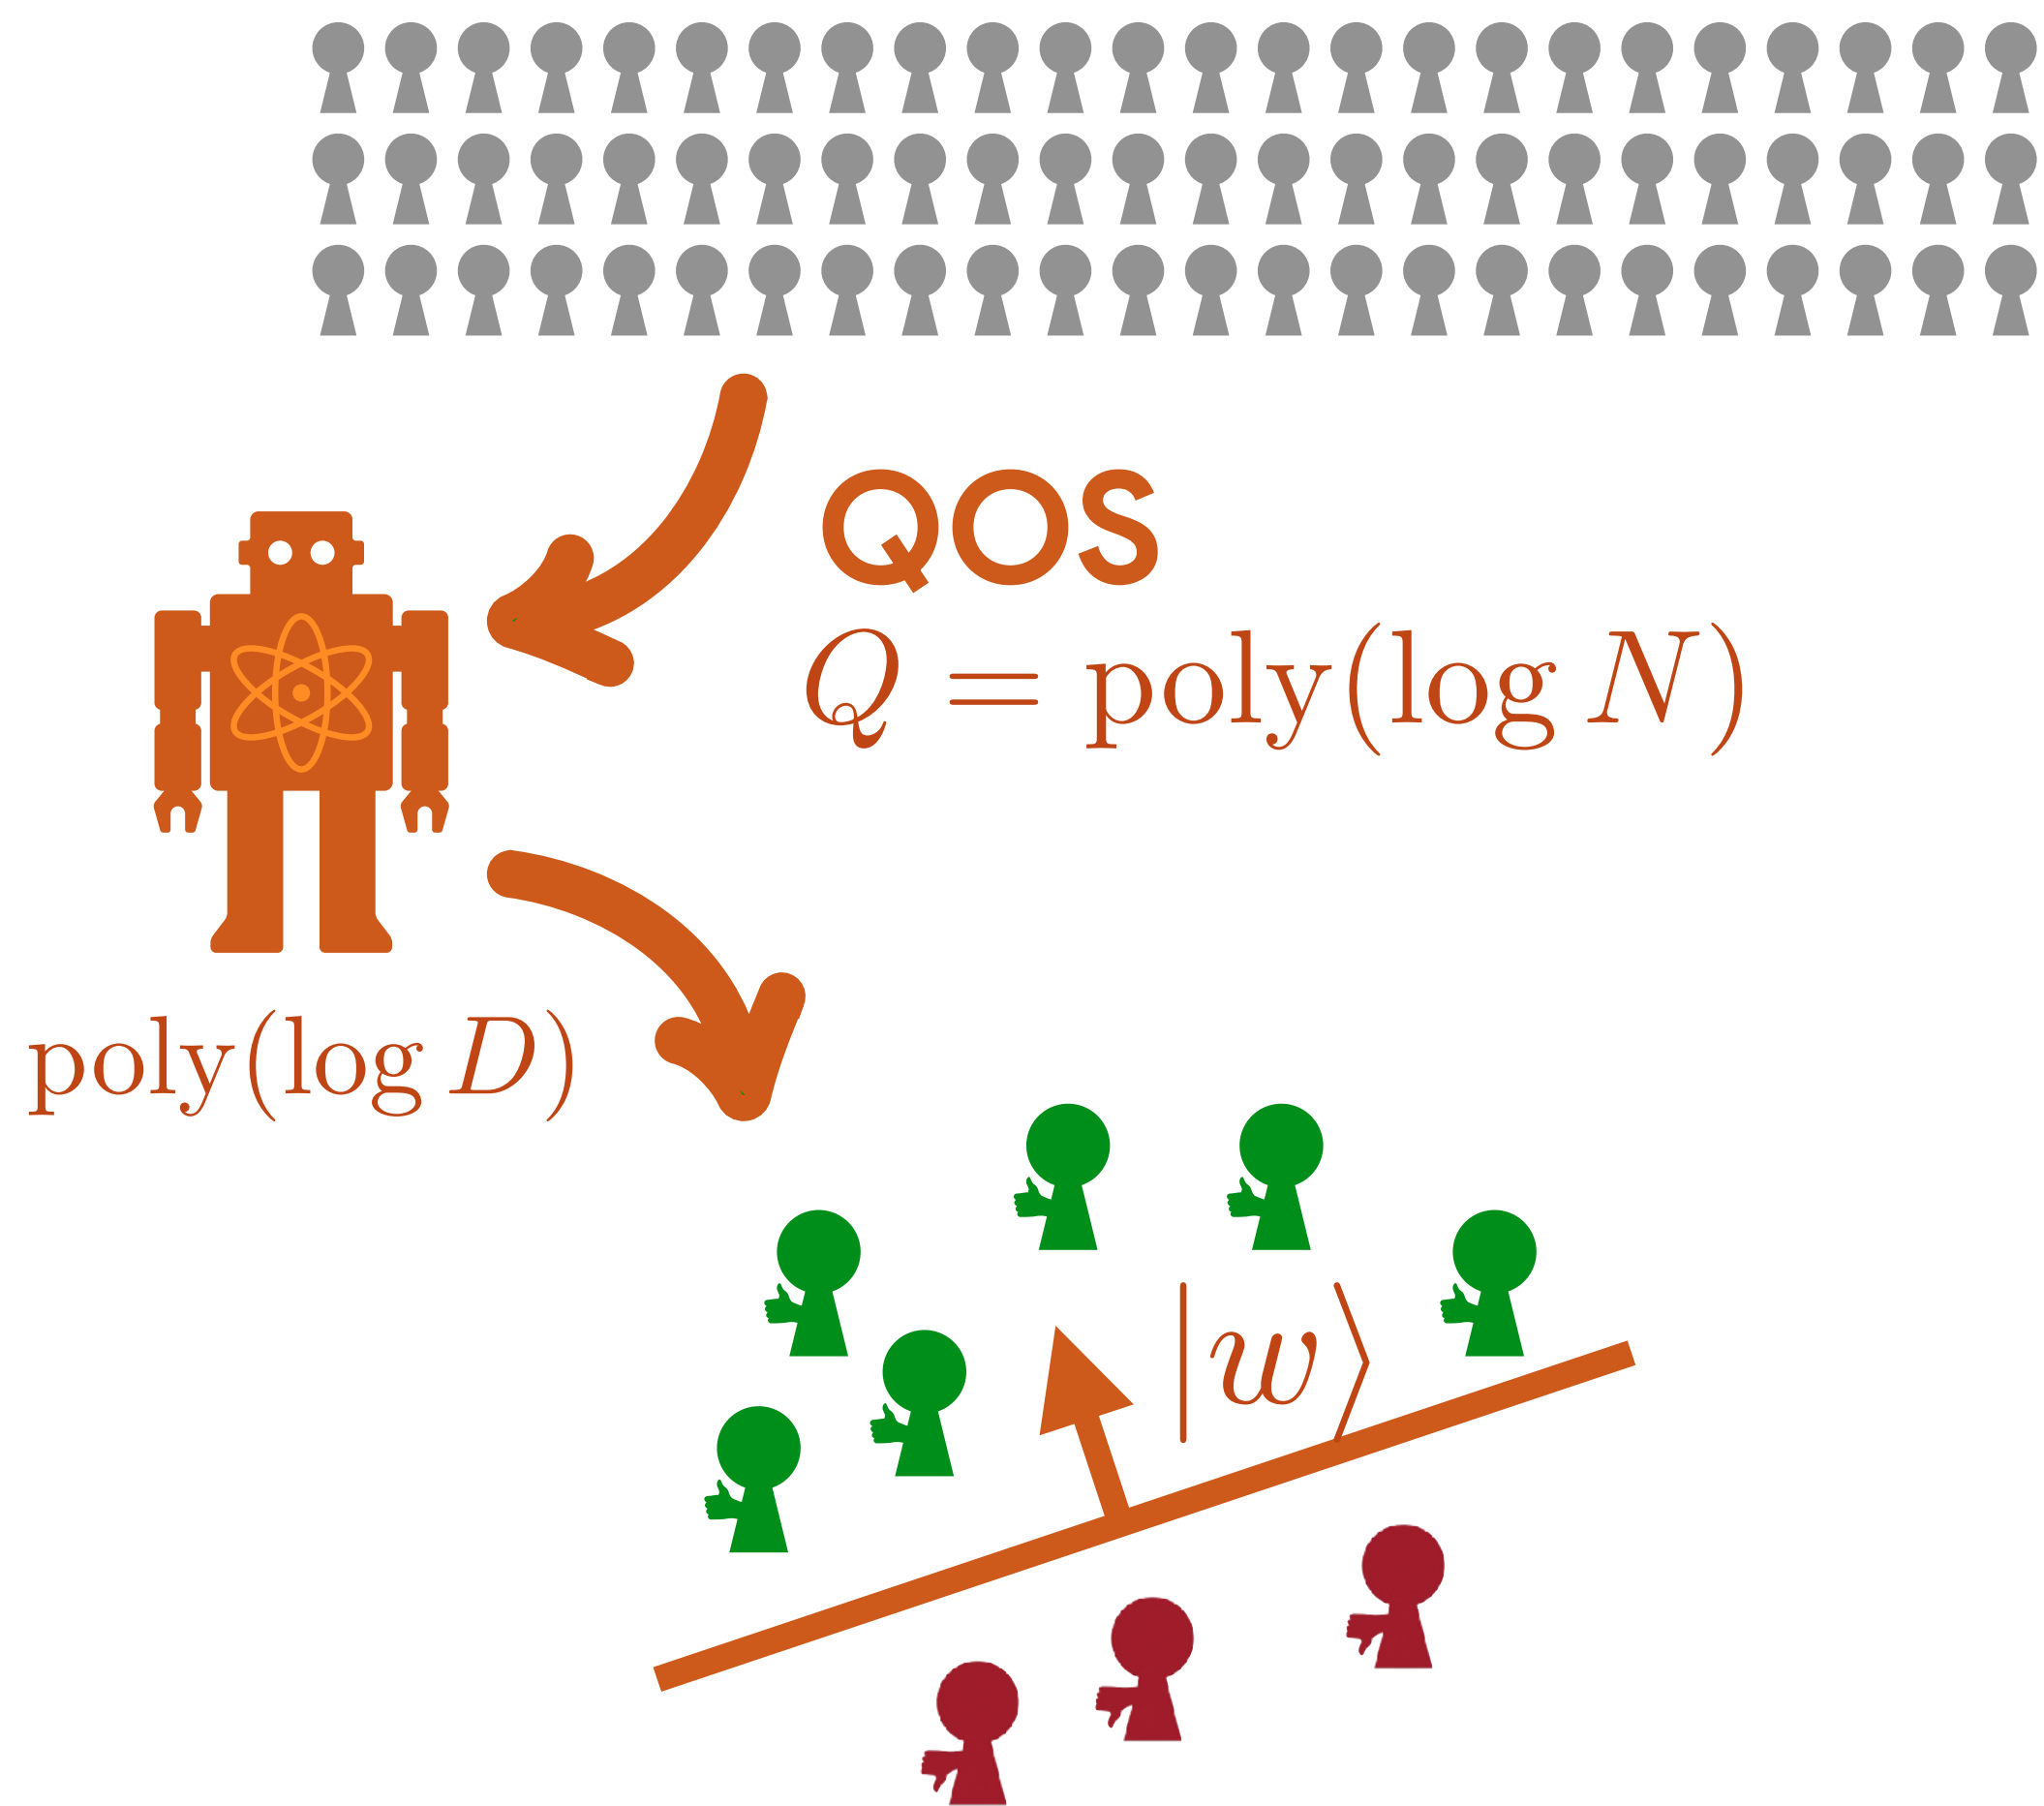 QOS
Q = poly(log N)
poly(log D)
|w⟩